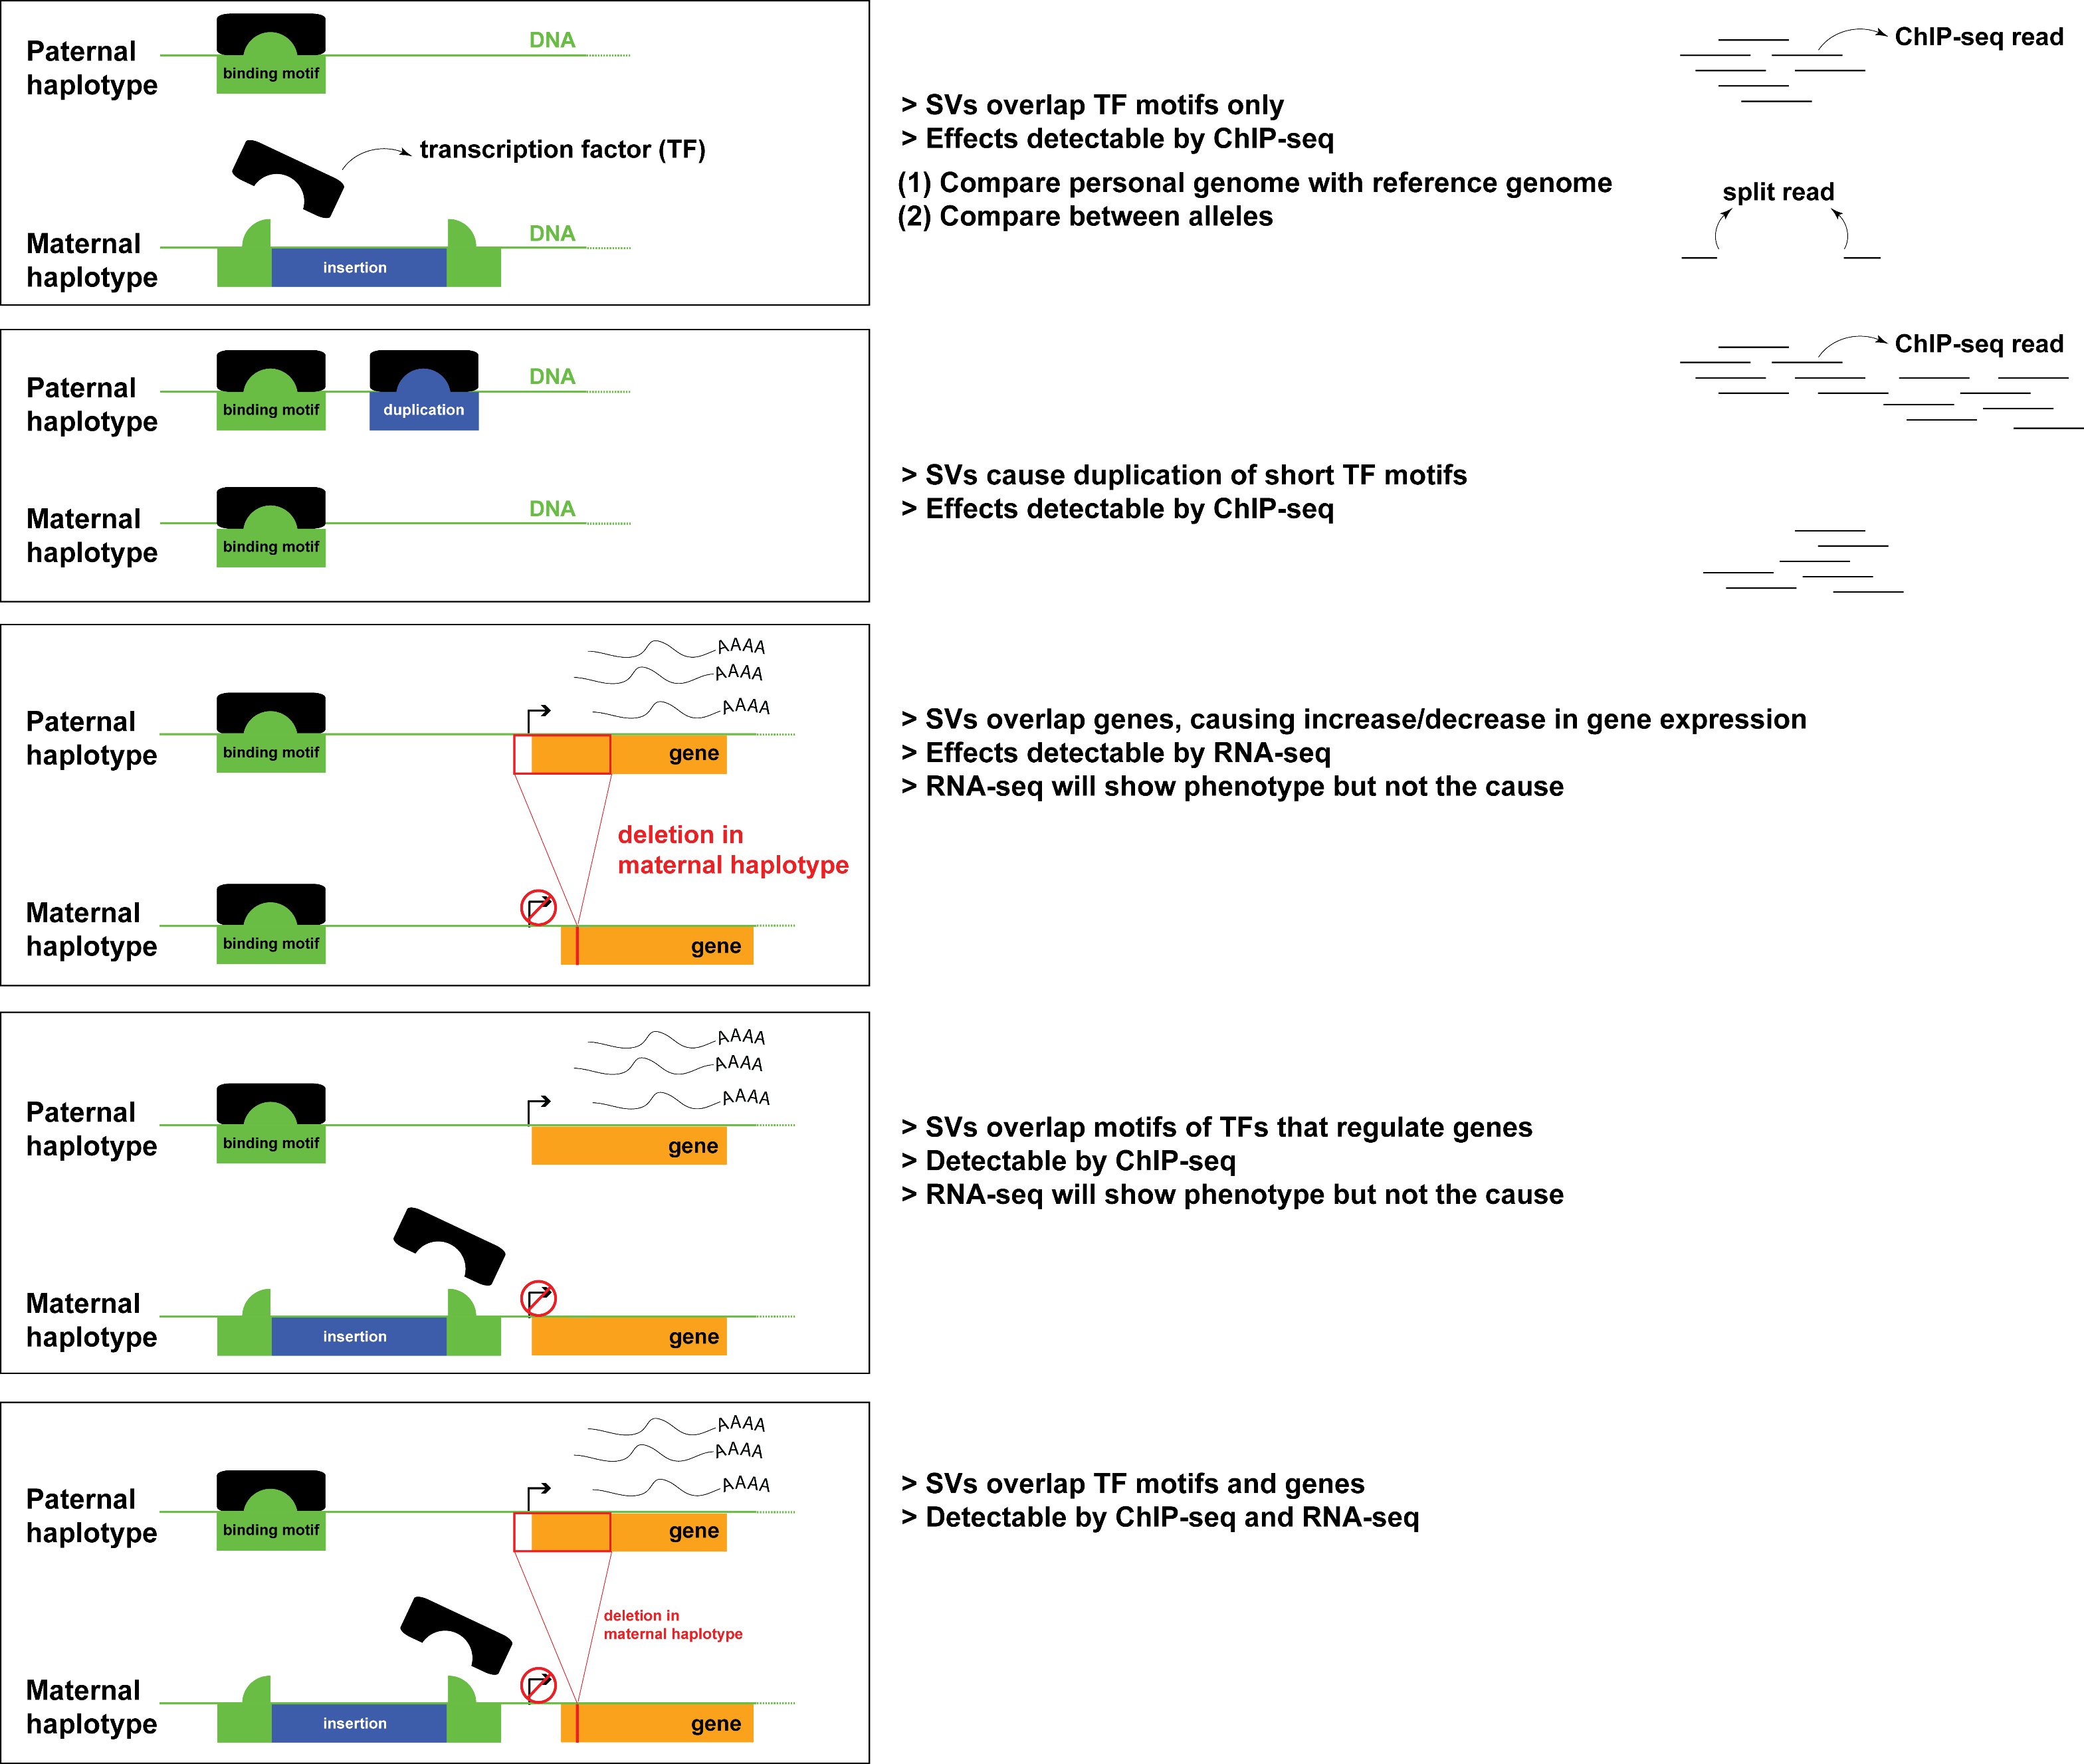 Paternal
haplotype
binding motif
DNA
transcription factor (TF)
Maternal
haplotype
insertion
DNA
> SVs overlap TF motifs only
> Effects detectable by ChIP-seq
(1) Compare personal genome with reference genome
(2) Compare between alleles
ChIP-seq read
split read
Paternal
haplotype
binding motif
duplication
DNA
Maternal
haplotype
binding motif
DNA
> SVs cause duplication of short TF motifs
> Effects detectable by ChIP-seq
ChIP-seq read
Paternal
haplotype
binding motif
AAAA
AAAA
AAAA
gene
deletion in
maternal haplotype
Maternal
haplotype
binding motif
gene
> SVs overlap genes, causing increase/decrease in gene expression
> Effects detectable by RNA-seq
> RNA-seq will show phenotype but not the cause
Paternal
haplotype
binding motif
AAAA
AAAA
AAAA
gene
Maternal
haplotype
insertion
gene
> SVs overlap motifs of TFs that regulate genes
> Detectable by ChIP-seq
> RNA-seq will show phenotype but not the cause
Paternal
haplotype
binding motif
AAAA
AAAA
AAAA
gene
deletion in
maternal haplotype
Maternal
haplotype
insertion
gene
> SVs overlap TF motifs and genes
> Detectable by ChIP-seq and RNA-seq